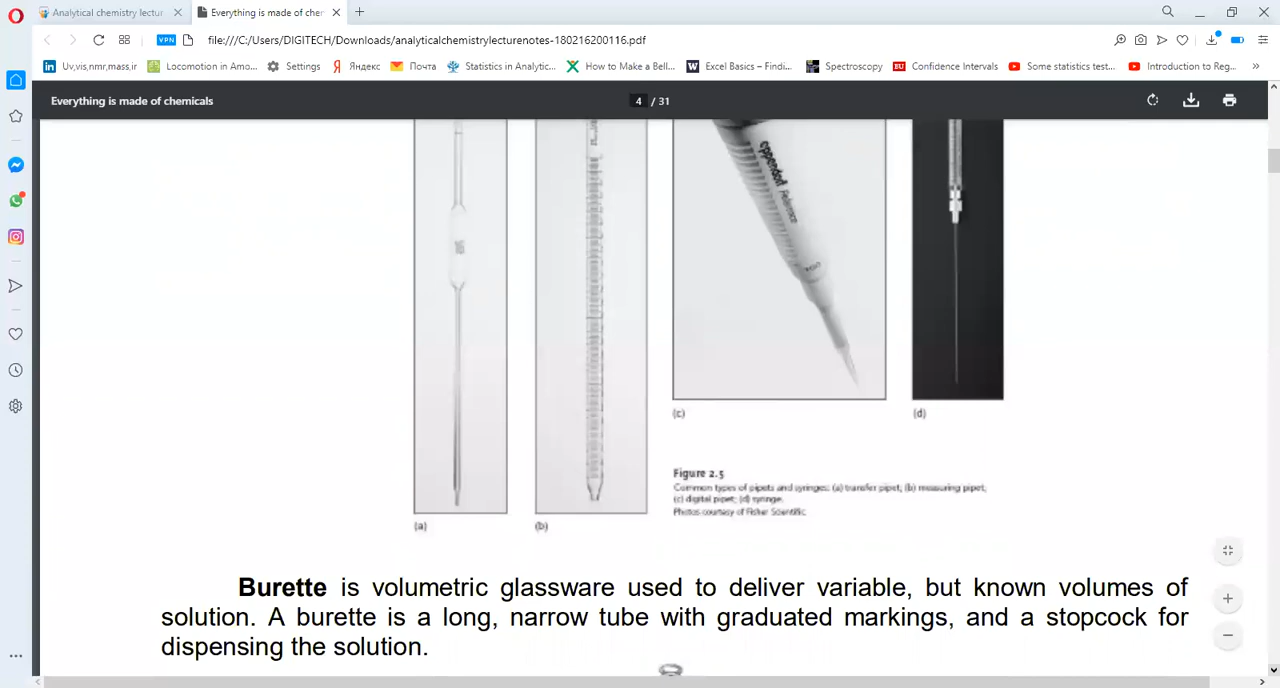 Analytical chemistry lectur
Everything is made of cher
VPN
file:///C:/Users/DIGITECH/Downloads/analyticalchemistrylecturenotes-180216200116.pdf
Uv,vis,nmr,mass,ir
Locomotion in Amo...
Settings
Яндекс
Почта
Statistics in Analytic...
How to Make a Bell...
Excel Basics – Findi...
Spectroscopy
Confidence Intervals
Some statistics test...
Introduction to Reg...
Everything is made of chemicals
4 / 31
eppendorf Reference
(c)
(d)
Figure 2.5
Common types of pipets and syringes: (a) transfer pipet; (b) measuring pipet;
(c) digital pipet; (d) syringe.
Photos courtesy of Fisher Scientific.
(a)
(b)
Burette is volumetric glassware used to deliver variable, but known volumes of
solution. A burette is a long, narrow tube with graduated markings, and a stopcock for
dispensing the solution.